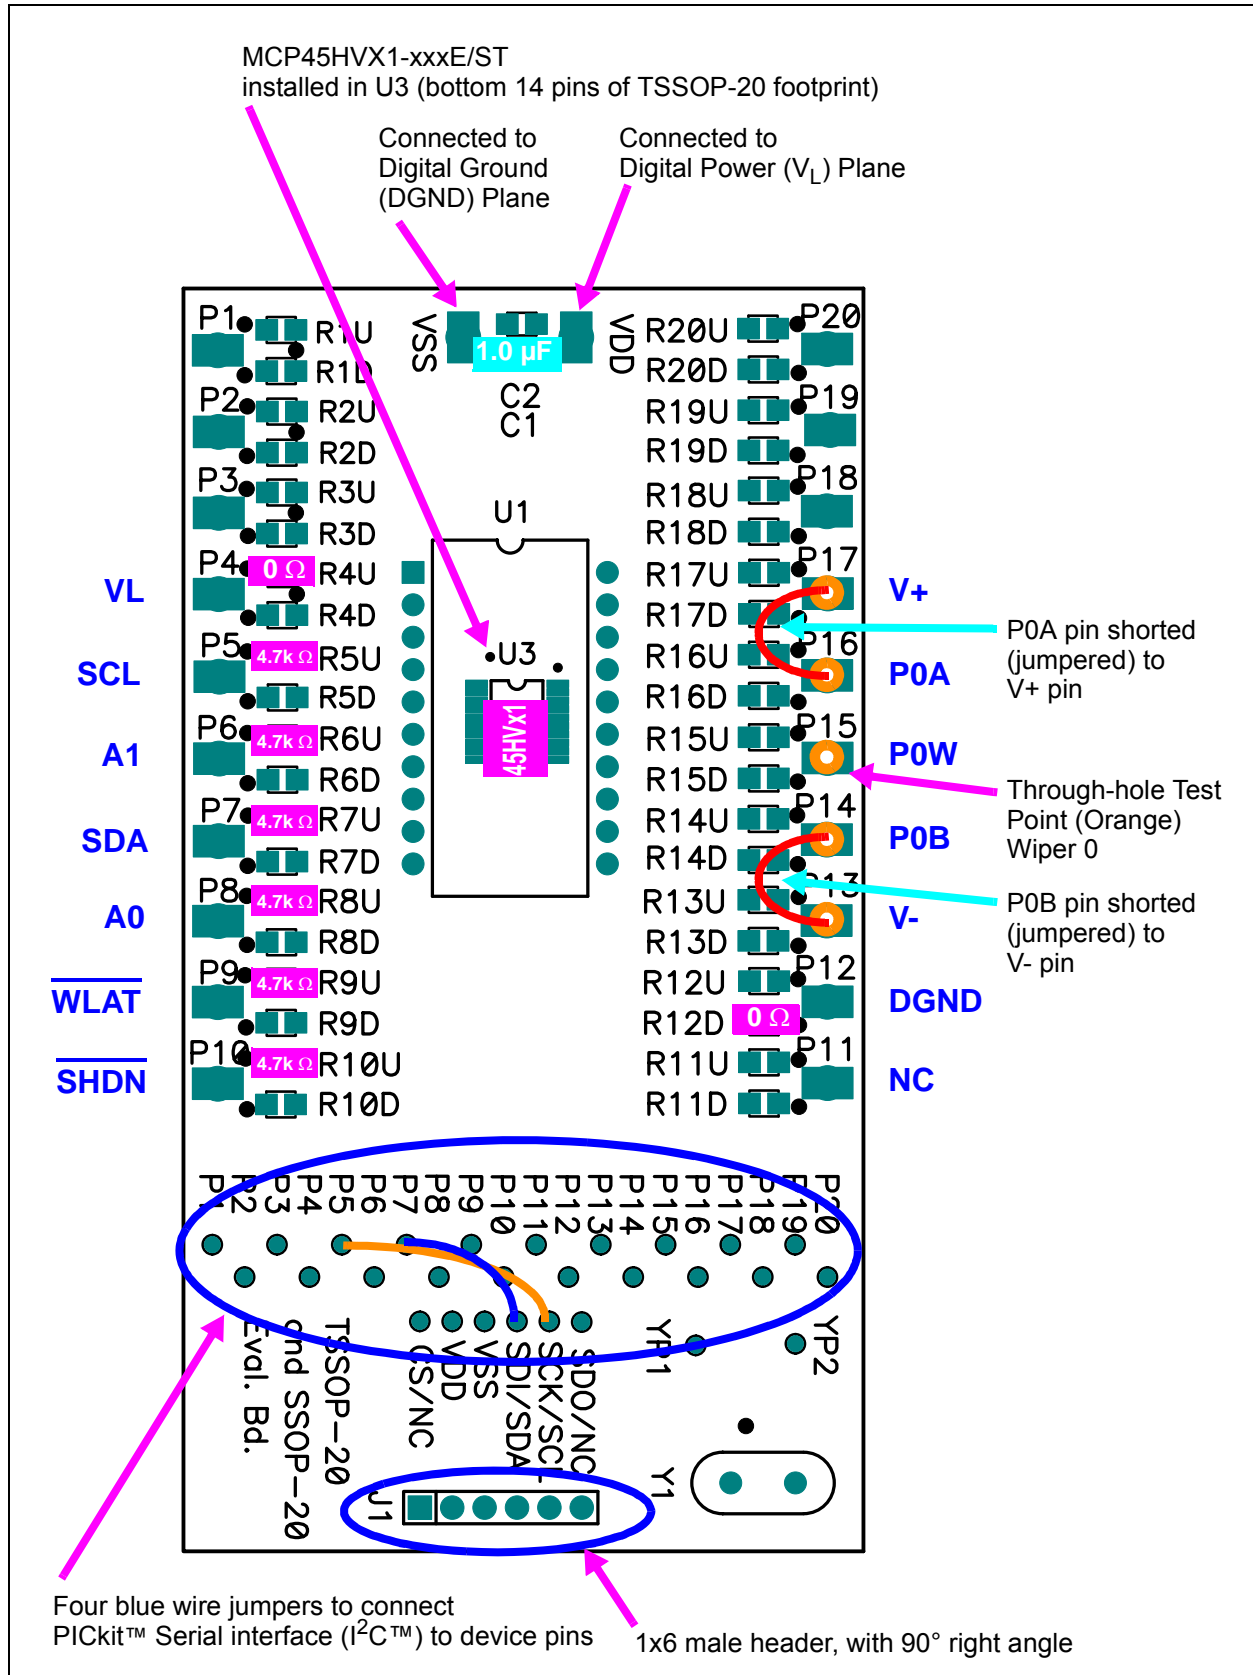 MCP45HVX1-xxxE/ST
installed in U3 (bottom 14 pins of TSSOP-20 footprint)
Connected to
Digital Ground
(DGND) Plane
Connected to
Digital Power (VL) Plane
P1
R1U
R1D
P2
R2U
R2D
P3
R3U
R3D
P4
0 Ω
R4U
R4D
VL
P5
4.7k Ω
R5U
R5D
SCL
P6
4.7k Ω
R6U
R6D
A1
P7
4.7k Ω
R7U
R7D
SDA
P8
4.7k Ω
R8U
R8D
A0
P9
4.7k Ω
R9U
R9D
WLAT
P10
4.7k Ω
R10U
R10D
SHDN
VSS
1.0 µF
VDD
C2
C1
U1
U3
45HVx1
R20U
P20
R20D
R19U
P19
R19D
R18U
P18
R18D
R17U
P17
V+
R17D
R16U
P16
P0A
R16D
R15U
P15
P0W
R15D
R14U
P14
P0B
R14D
R13U
P13
V-
R13D
R12U
P12
DGND
R12D
0 Ω
R11U
P11
NC
R11D
P0A pin shorted
(jumpered) to
V+ pin
Through-hole Test
Point (Orange)
Wiper 0
P0B pin shorted
(jumpered) to
V- pin
P1
P2
P3
P4
P5
P6
P7
P8
P9
P10
P11
P12
P13
P14
P15
P16
P17
P18
P19
P20
TSSOP-20
and SSOP-20
Eval. Bd.
CS/NC
VDD
VSS
SDI/SDA
SCK/SCL
SDO/NC
YP1
YP2
J1
Y1
Four blue wire jumpers to connect
PICkit™ Serial interface (I2C™) to device pins
1x6 male header, with 90° right angle